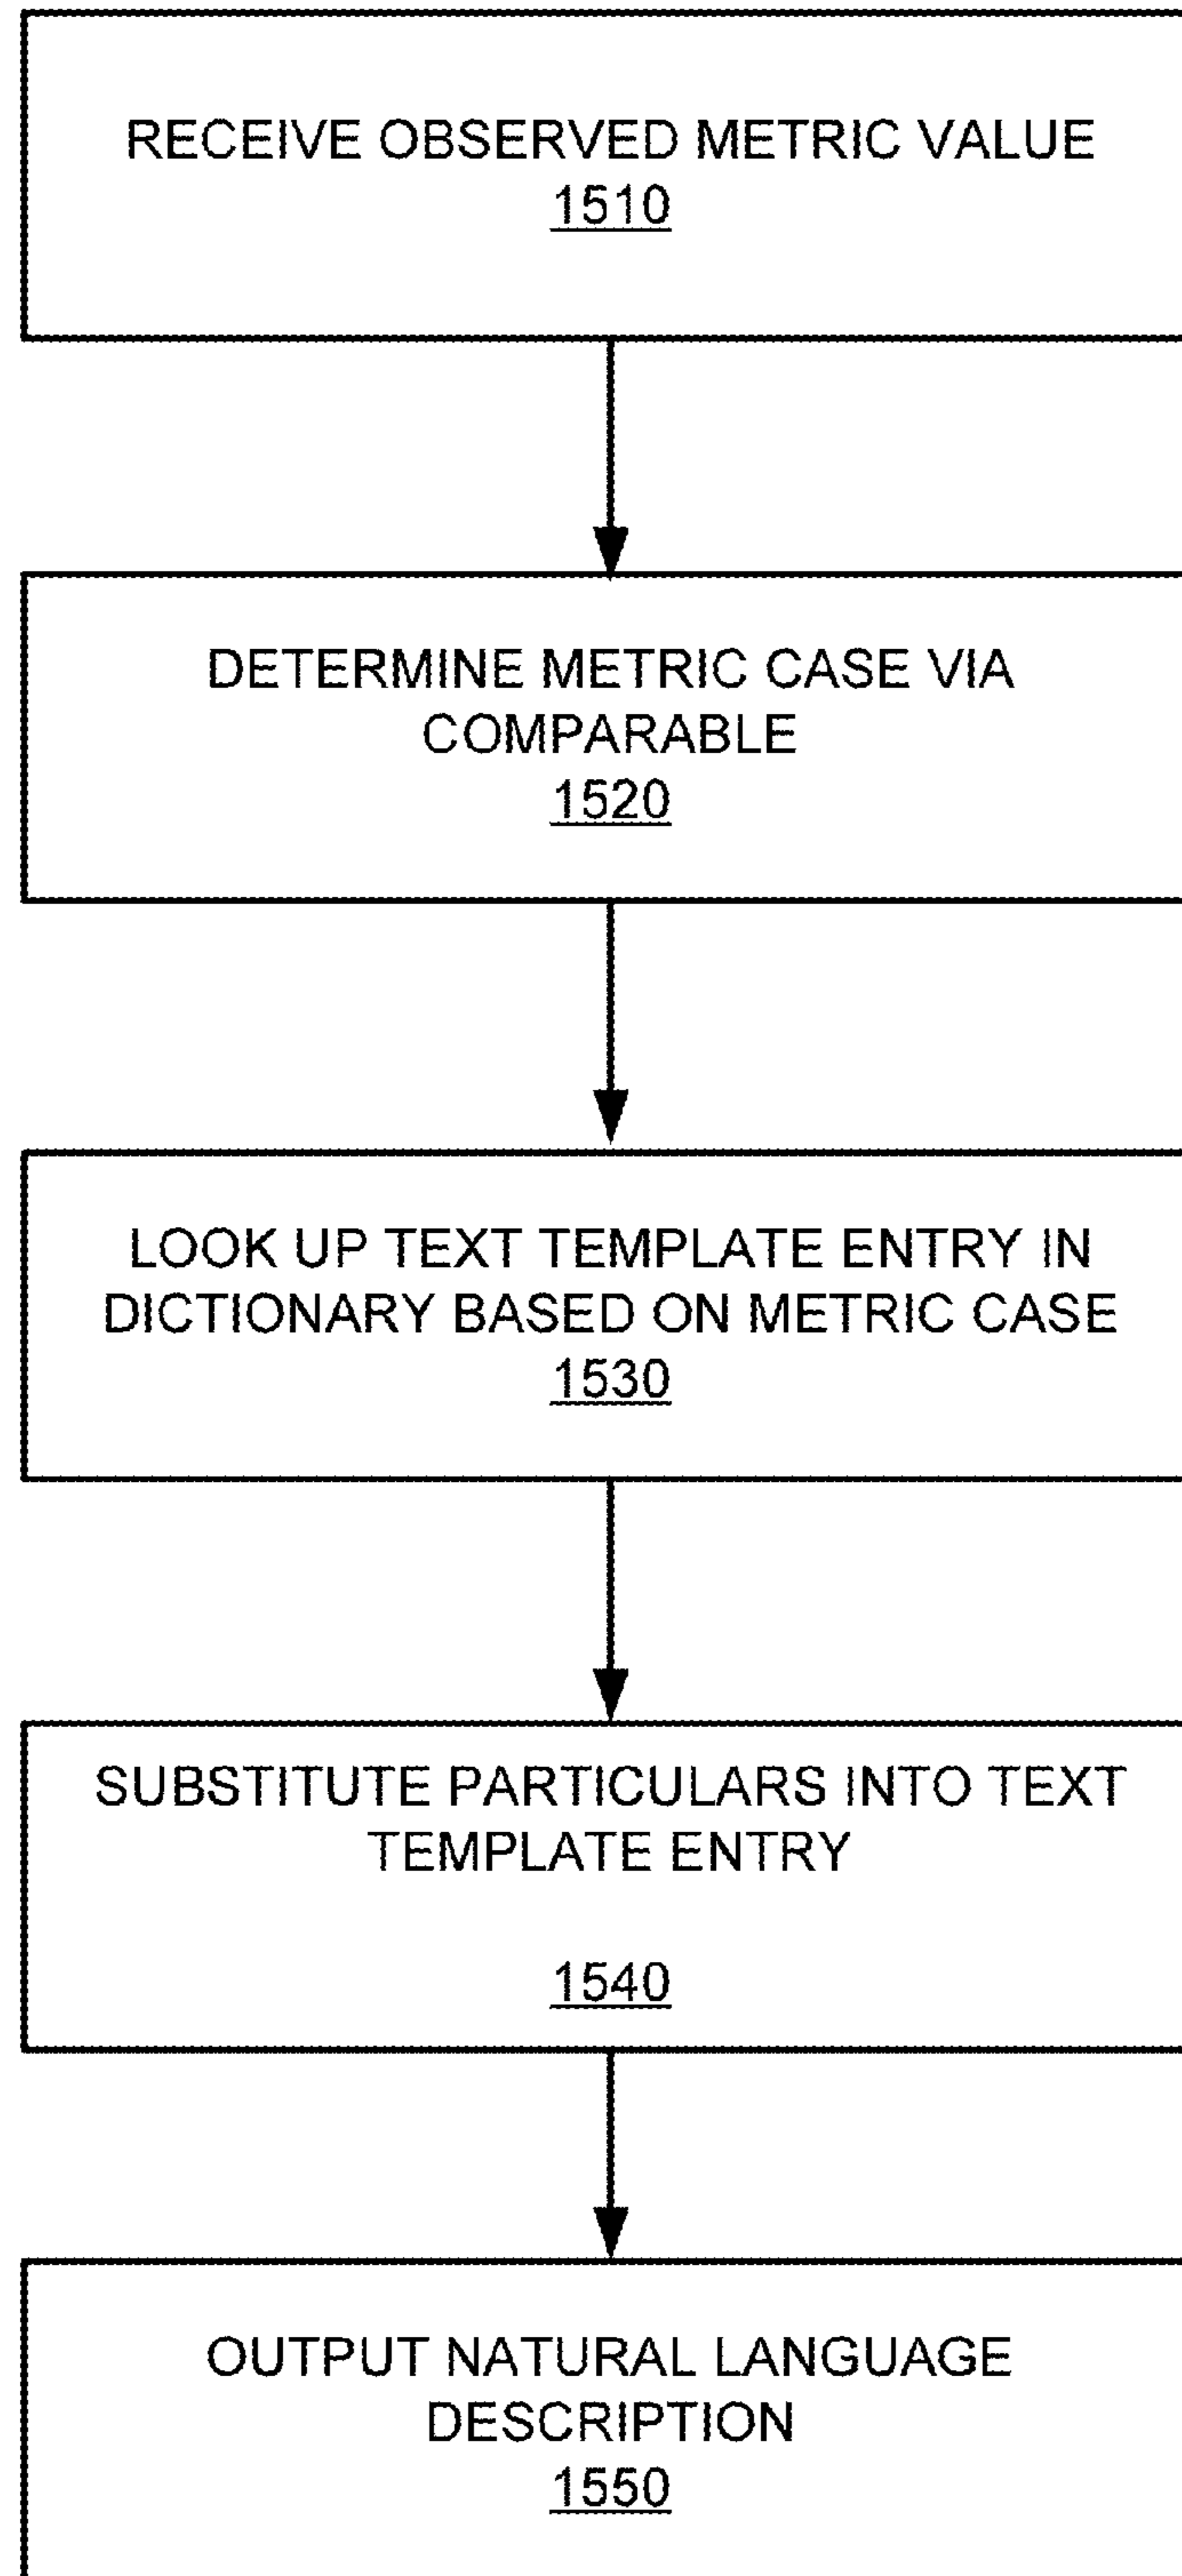 RECEIVE OBSERVED METRIC VALUE
1510
DETERMINE METRIC CASE VIA
COMPARABLE
1520
LOOK UP TEXT TEMPLATE ENTRY IN
DICTIONARY BASED ON METRIC CASE
1530
SUBSTITUTE PARTICULARS INTO TEXT
TEMPLATE ENTRY
1540
OUTPUT NATURAL LANGUAGE
DESCRIPTION
1550